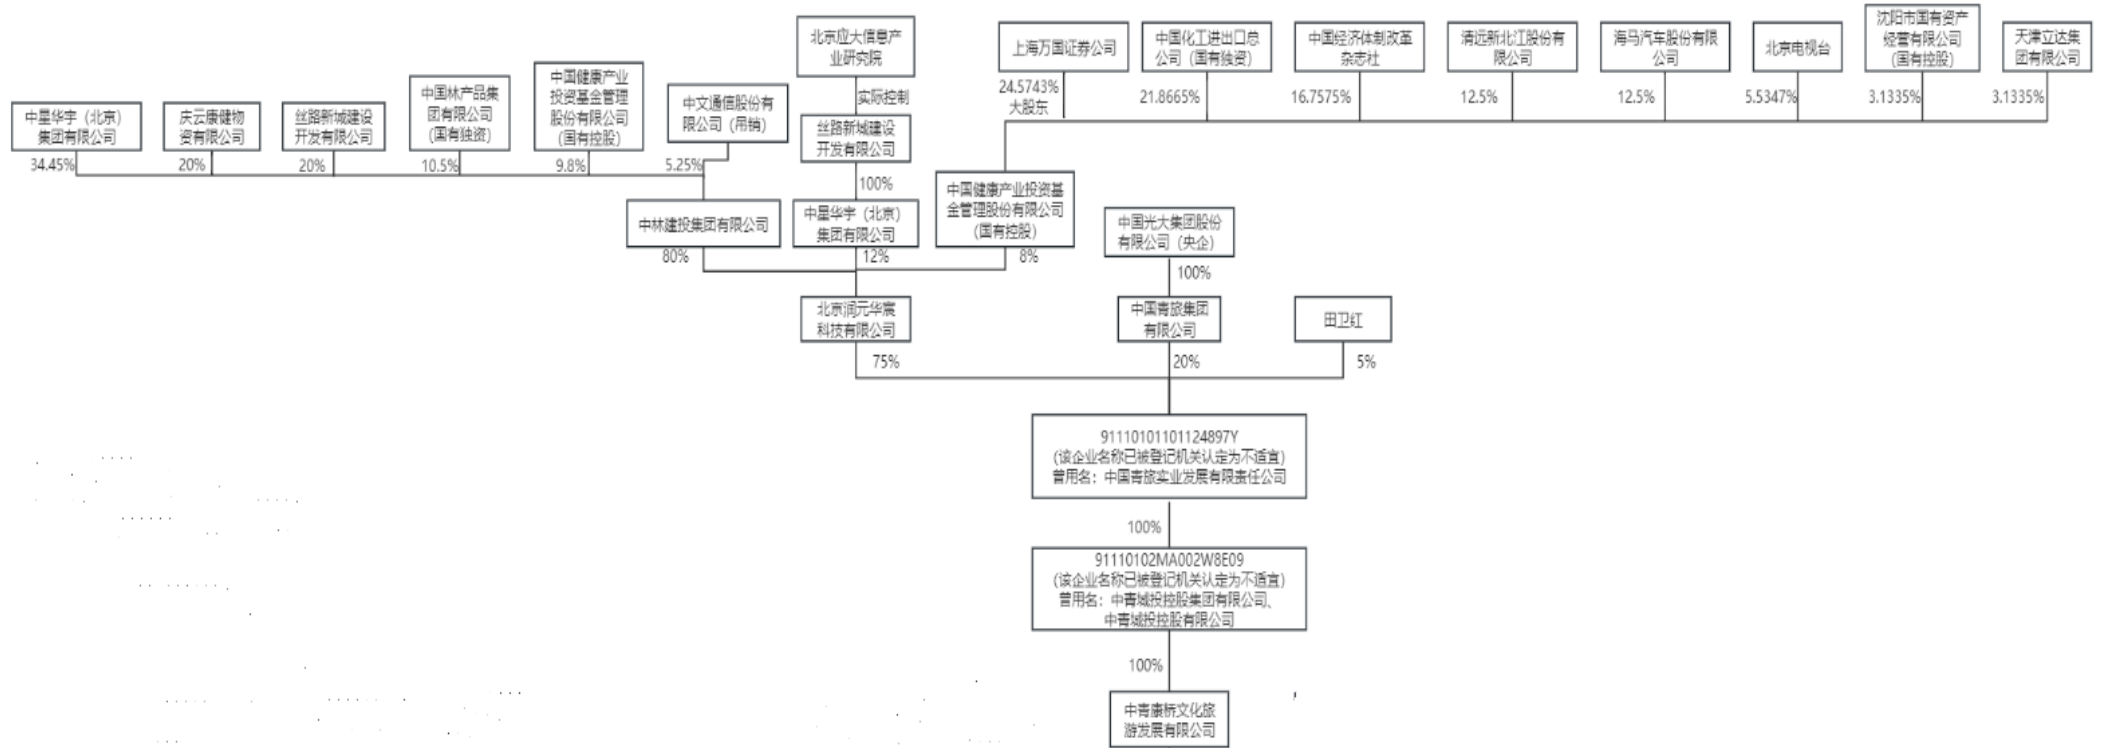 北京应大信息产
业研究院
实际控制
丝路新城建设
开发有限公司
100%
中星华宇（北京）
集团有限公司
12%
中星华宇（北京）
集团有限公司
34.45%
庆云康健物
资有限公司
20%
丝路新城建设
开发有限公司
20%
中国林产品集
团有限公司
(国有独资)
10.5%
中国健康产业
投资基金管理
股份有限公司
(国有控股)
9.8%
中文通信股份有
限公司（吊销）
5.25%
中林建投集团有限公司
80%
上海万国证券公司
24.5743%
大股东
中国化工进出口总
公司（国有独资）
21.8665%
中国经济体制改革
杂志社
16.7575%
清远新北江股份有
限公司
12.5%
海马汽车股份有限
公司
12.5%
北京电视台
5.5347%
沈阳市国有资产
经营有限公司
(国有控股)
3.1335%
天津立达集
团有限公司
3.1335%
中国健康产业投资基
金管理股份有限公司
(国有控股)
8%
北京润元华宸
科技有限公司
75%
中国光大集团股份
有限公司（央企）
100%
中国青旅集团
有限公司
20%
田卫红
5%
91110101101124897Y
(该企业名称已被登记机关认定为不适宜)
曾用名：中国青旅实业发展有限责任公司
100%
91110102MA002W8E09
(该企业名称已被登记机关认定为不适宜)
曾用名：中青城投控股集团有限公司、
中青城投控股有限公司
100%
中青康桥文化旅
游发展有限公司